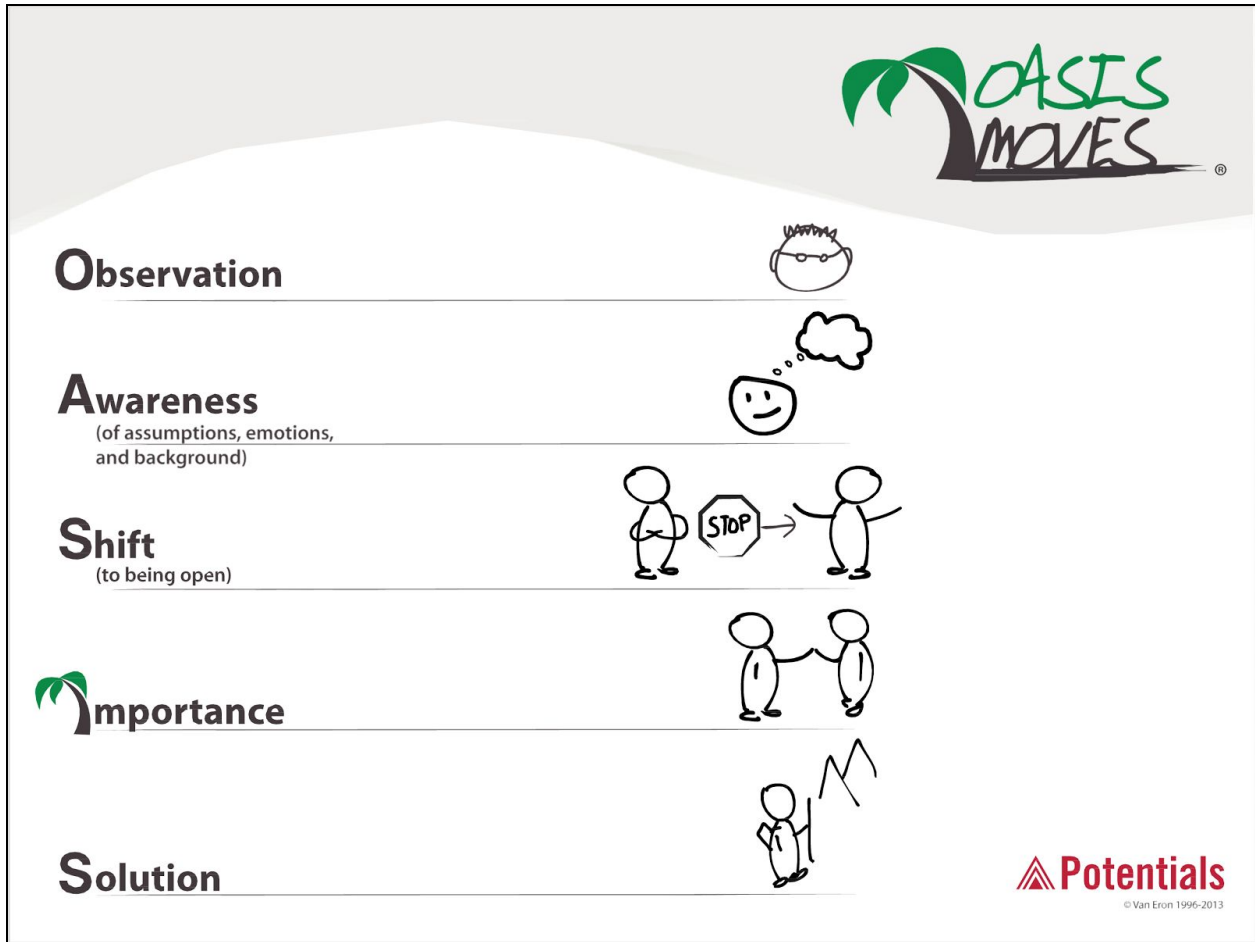 OASIS
MOVES ®
Observation
Awareness
(of assumptions, emotions,
and background)
STOP
Shift
(to being open)
Importance
Solution
Potentials
© Van Eron 1996-2013